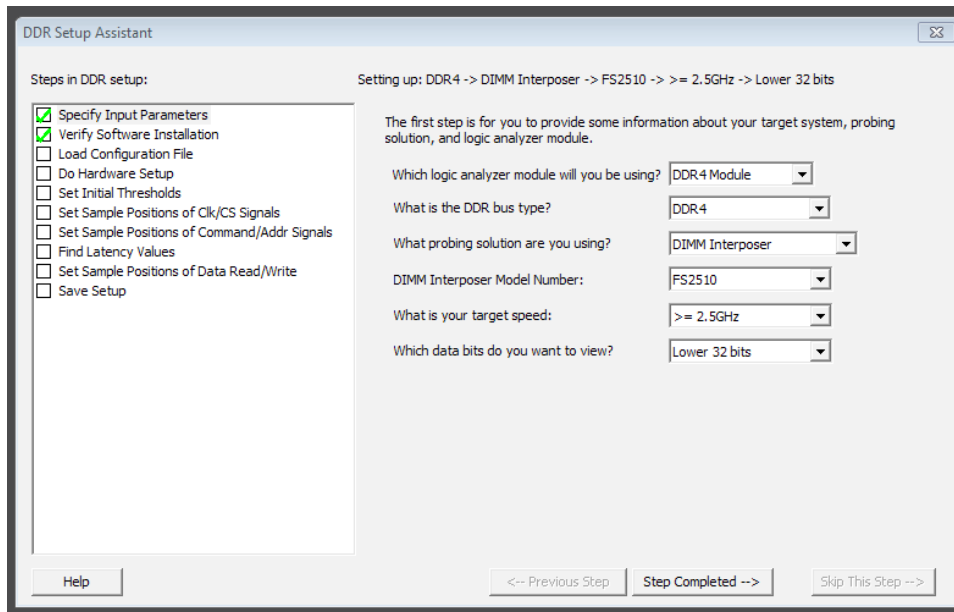 DDR Setup Assistant
Steps in DDR setup:
Setting up: DDR4 -> DIMM Interposer -> FS2510 -> >= 2.5GHz -> Lower 32 bits
Specify Input Parameters
Verify Software Installation
Load Configuration File
Do Hardware Setup
Set Initial Thresholds
Set Sample Positions of Clk/CS Signals
Set Sample Positions of Command/Addr Signals
Find Latency Values
Set Sample Positions of Data Read/Write
Save Setup
The first step is for you to provide some information about your target system, probing
solution, and logic analyzer module.
Which logic analyzer module will you be using? DDR4 Module
What is the DDR bus type? DDR4
What probing solution are you using? DIMM Interposer
DIMM Interposer Model Number: FS2510
What is your target speed: >= 2.5GHz
Which data bits do you want to view? Lower 32 bits
Help
<-- Previous Step
Step Completed -->
Skip This Step -->